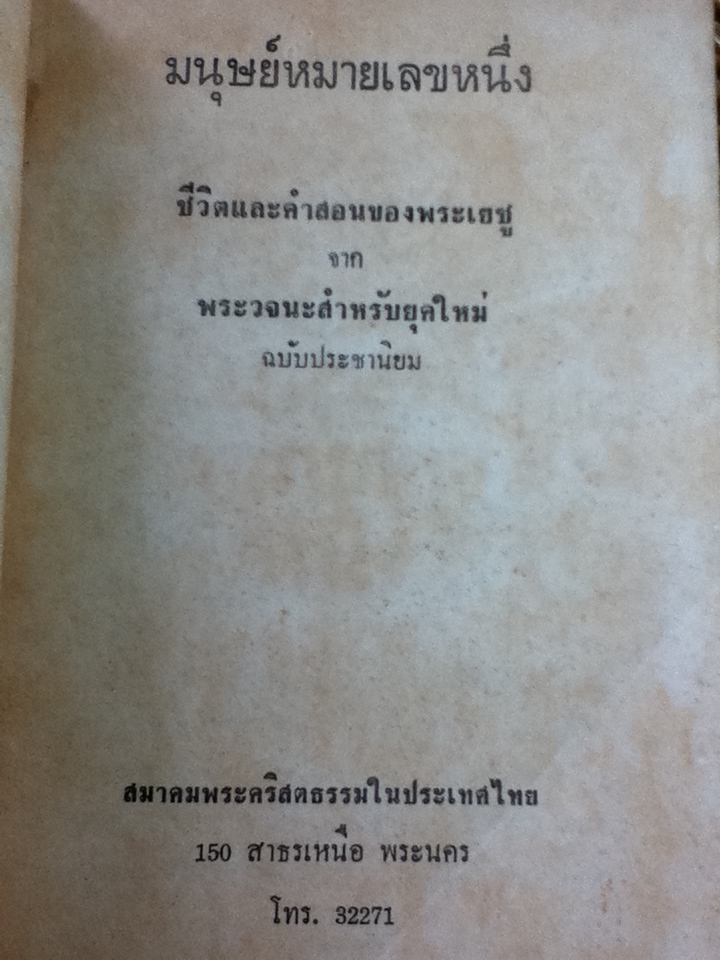 มนุษย์หมายเลขหนึ่ง
ชีวิตและคำสอนของพระเยซู
จาก
พระวจนะสำหรับยุคใหม่
ฉบับประชานิยม
สมาคมพระคริสตธรรมในประเทศไทย
150 สาธรเหนือ พระนคร
โทร. 32271